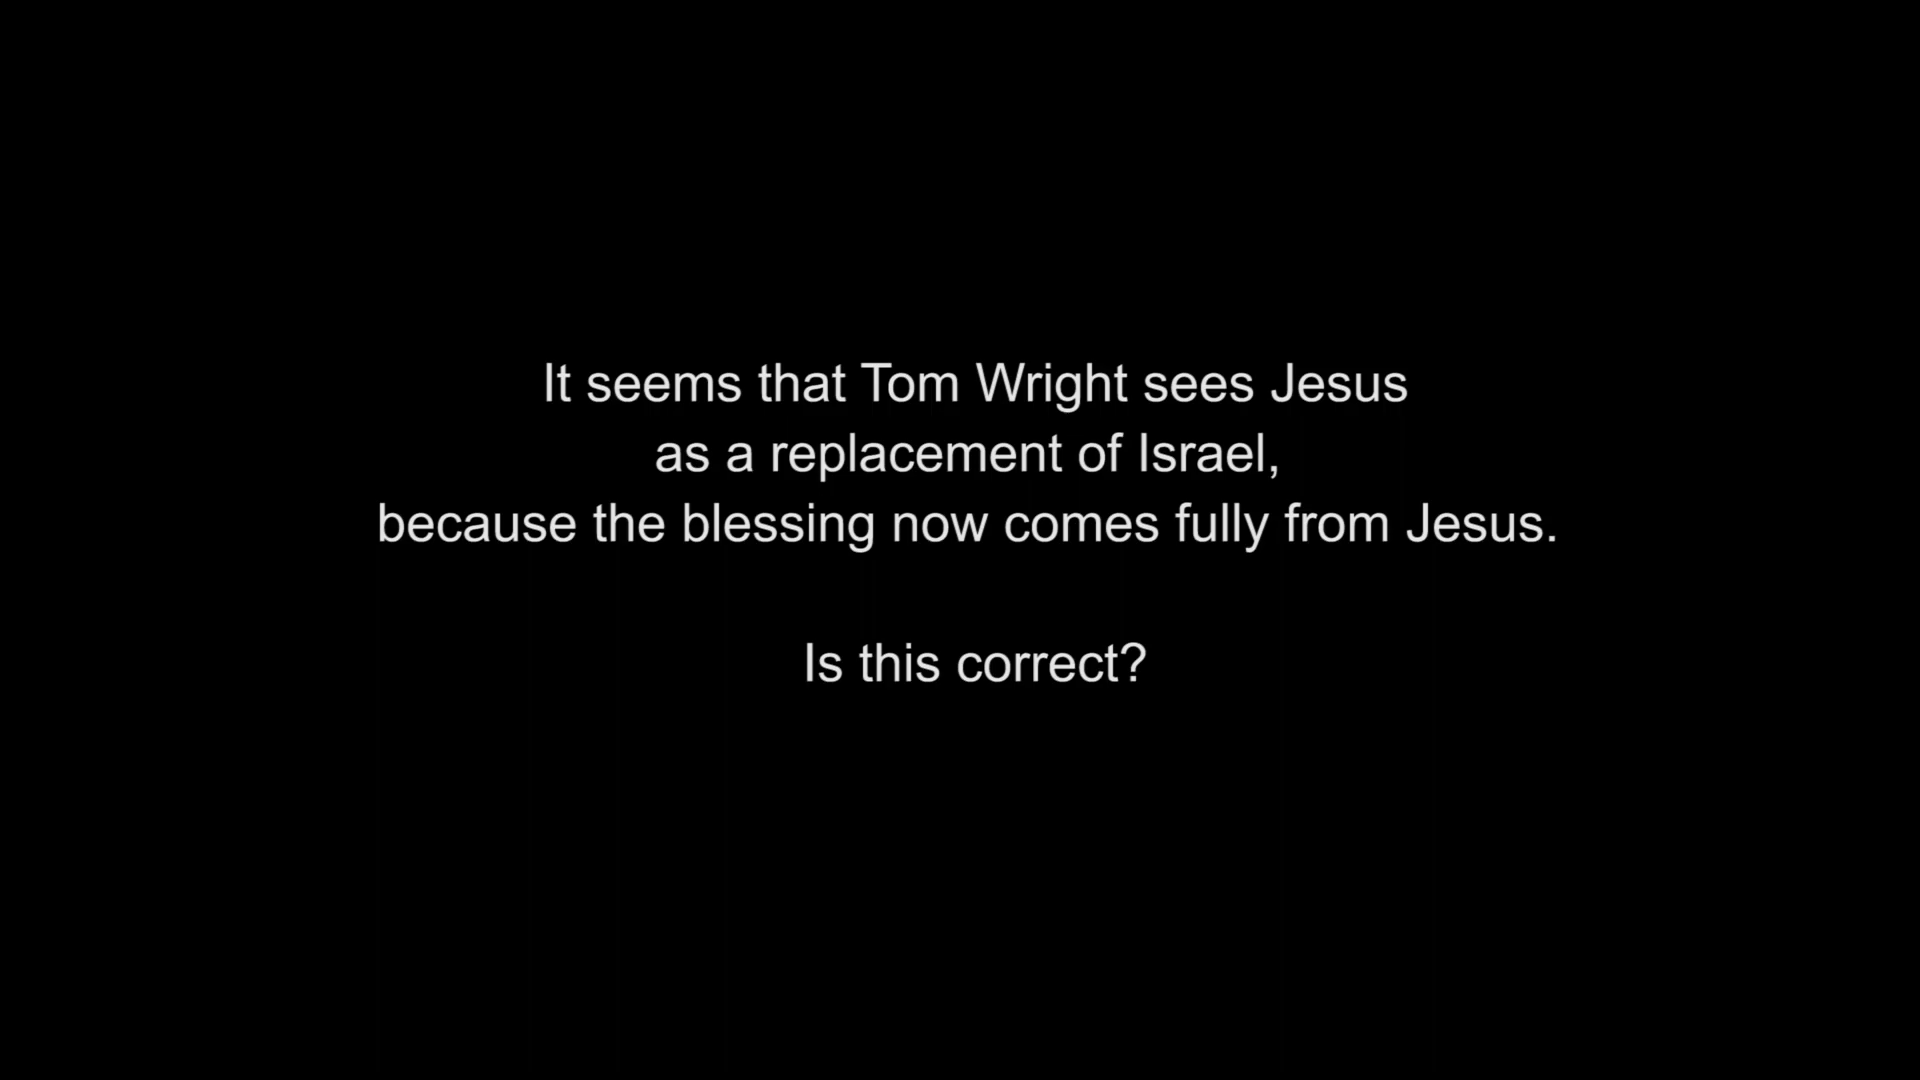 It seems that Tom Wright sees Jesus
as a replacement of Israel,
because the blessing now comes fully from Jesus.
Is this correct?